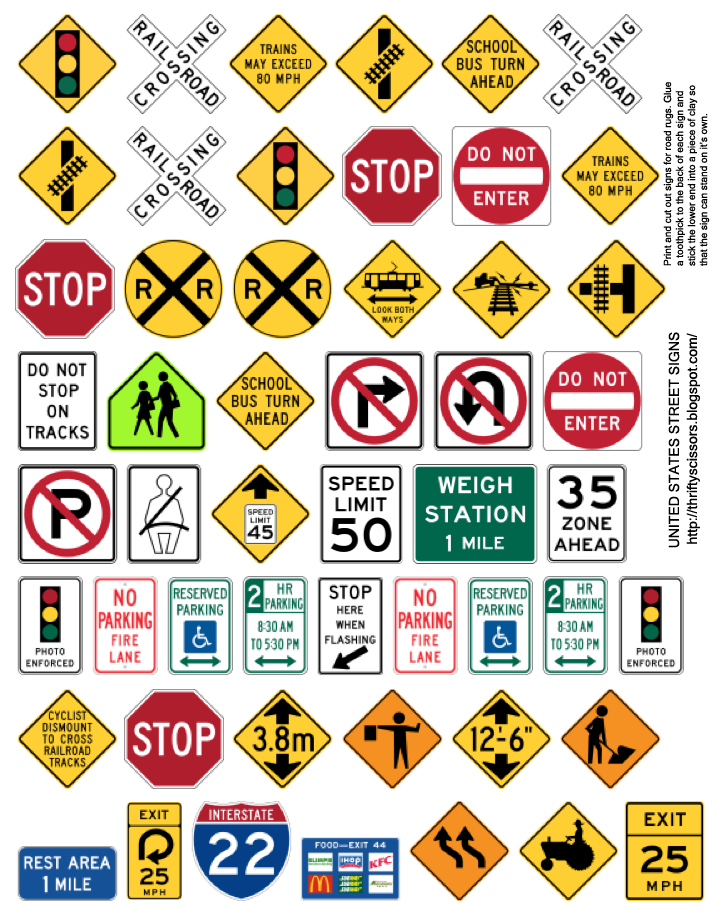 RAIL CROSSING ROAD
TRAINS
MAY EXCEED
80 MPH
SCHOOL
BUS TURN
AHEAD
RAIL CROSSING ROAD
RAIL CROSSING ROAD
STOP
DO NOT
ENTER
TRAINS
MAY EXCEED
80 MPH
Print and cut out signs for road rugs. Glue
a toothpick to the back of each sign and
stick the lower end into a piece of clay so
that the sign can stand on it's own.
STOP
R R
R R
LOOK BOTH
WAYS
DO NOT
STOP
ON
TRACKS
SCHOOL
BUS TURN
AHEAD
DO NOT
ENTER
UNITED STATES STREET SIGNS
http://thriftyscissors.blogspot.com/
P
SPEED
LIMIT
45
SPEED
LIMIT
50
WEIGH
STATION
1 MILE
35
ZONE
AHEAD
PHOTO
ENFORCED
NO
PARKING
FIRE
LANE
RESERVED
PARKING
2 HR
PARKING
8:30 AM
TO 5:30 PM
STOP
HERE
WHEN
FLASHING
NO
PARKING
FIRE
LANE
RESERVED
PARKING
2 HR
PARKING
8:30 AM
TO 5:30 PM
PHOTO
ENFORCED
CYCLIST
DISMOUNT
TO CROSS
RAILROAD
TRACKS
STOP
3.8m
12'-6"
REST AREA
1 MILE
EXIT
25
MPH
INTERSTATE
22
FOOD—EXIT 44
IHOP
KFC
SUBWAY
EXIT
25
MPH